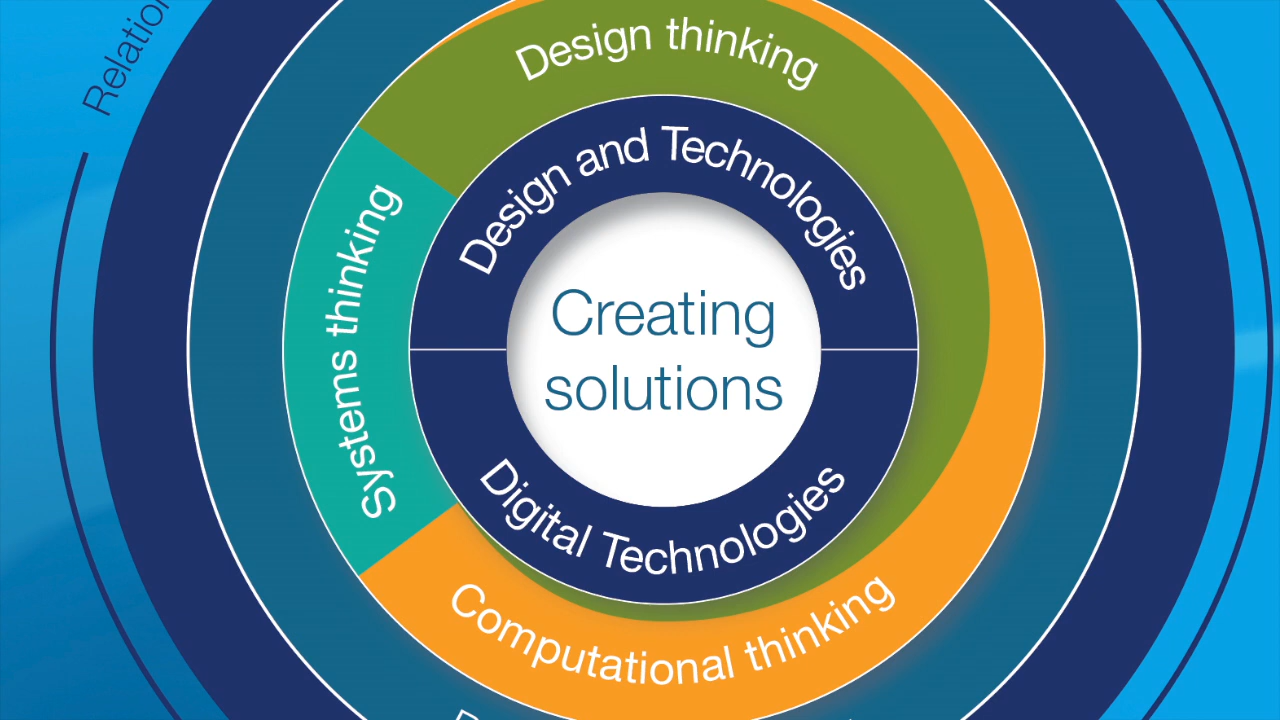 Design thinking
Design and Technologies
Systems thinking
Creating
solutions
Digital Technologies
Computational thinking